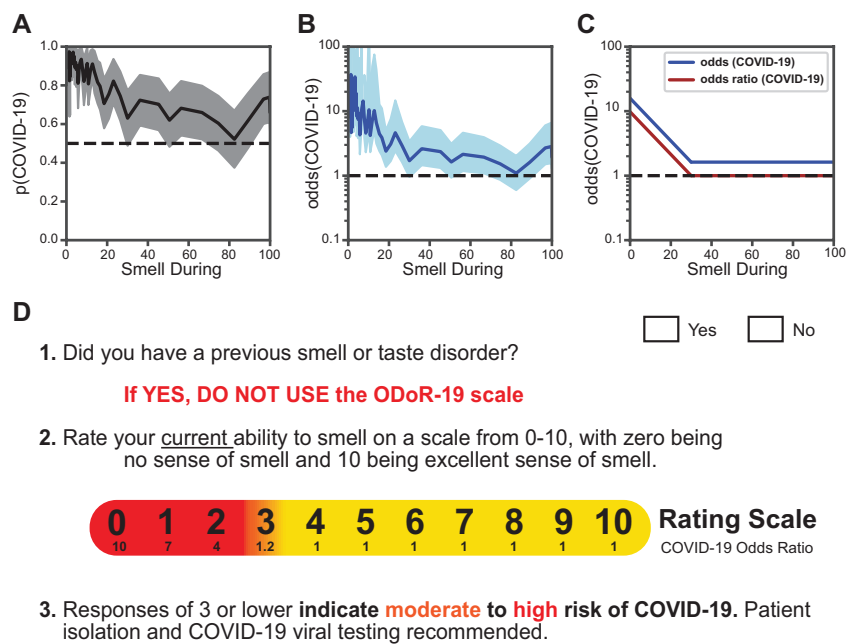 A
p(COVID-19)
1.0
0.8
0.6
0.4
0.2
0.0
0 20 40 60 80 100
Smell During
B
odds(COVID-19)
100
10
1
0.1
0 20 40 60 80 100
Smell During
C
odds(COVID-19)
100
10
1
0.1
odds (COVID-19)
odds ratio (COVID-19)
0 20 40 60 80 100
Smell During
D
Yes No
1. Did you have a previous smell or taste disorder?
If YES, DO NOT USE the ODoR-19 scale
2. Rate your current ability to smell on a scale from 0-10, with zero being
no sense of smell and 10 being excellent sense of smell.
0 1 2 3 4 5 6 7 8 9 10 Rating Scale
10 7 4 1.2 1 1 1 1 1 1 1 COVID-19 Odds Ratio
3. Responses of 3 or lower indicate moderate to high risk of COVID-19. Patient
isolation and COVID-19 viral testing recommended.